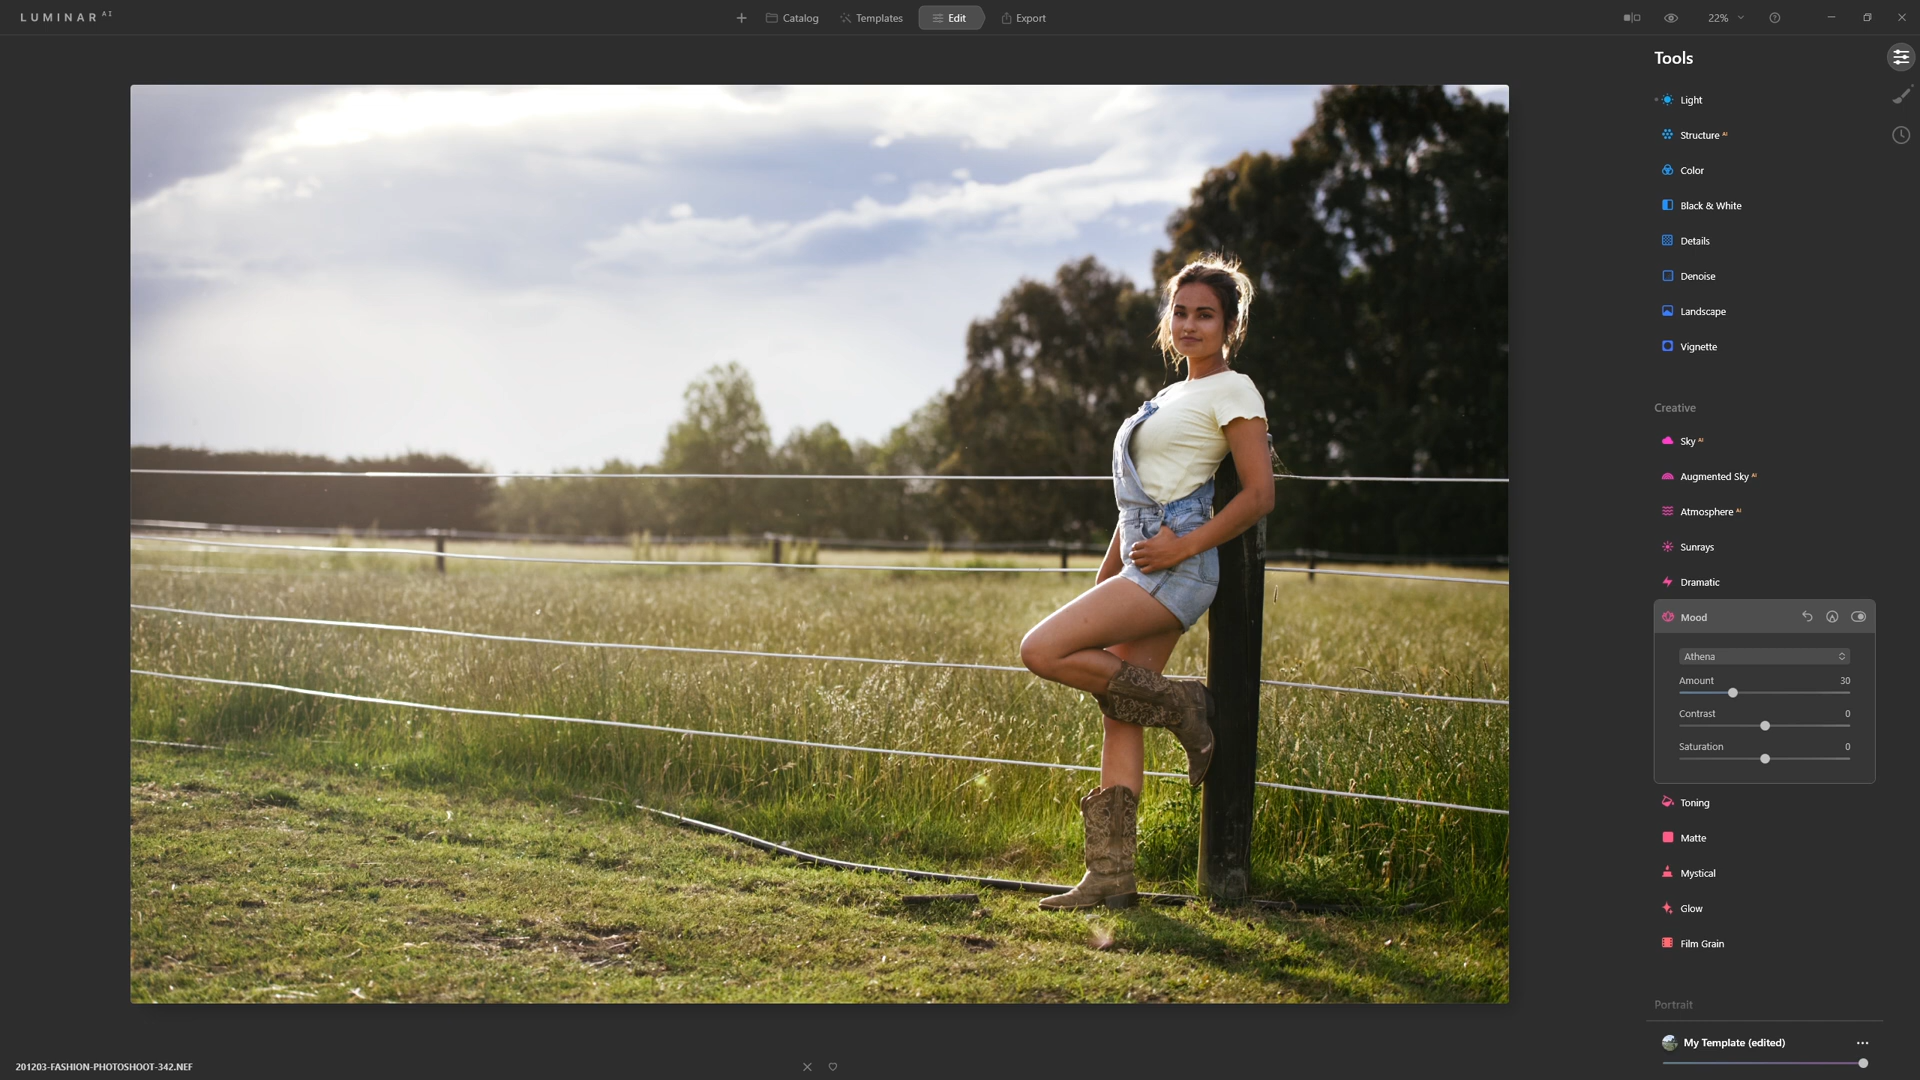 LUMINAR AI
Catalog
Templates
Edit
Export
22%
Tools
Light
Structure AI
Color
Black & White
Details
Denoise
Landscape
Vignette
Creative
Sky AI
Augmented Sky AI
Atmosphere AI
Sunrays
Dramatic
Mood
Athena
Amount 30
Contrast 0
Saturation 0
Toning
Matte
Mystical
Glow
Film Grain
Portrait
My Template (edited)
201203-FASHION-PHOTOSHOOT-342.NEF